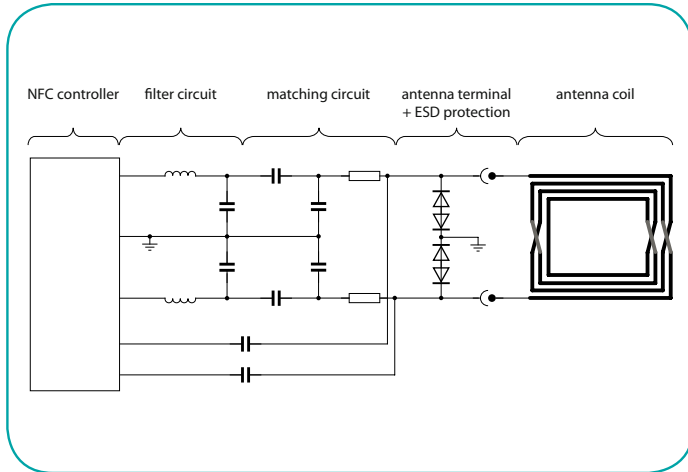 NFC controller
filter circuit
matching circuit
antenna terminal
+ ESD protection
antenna coil